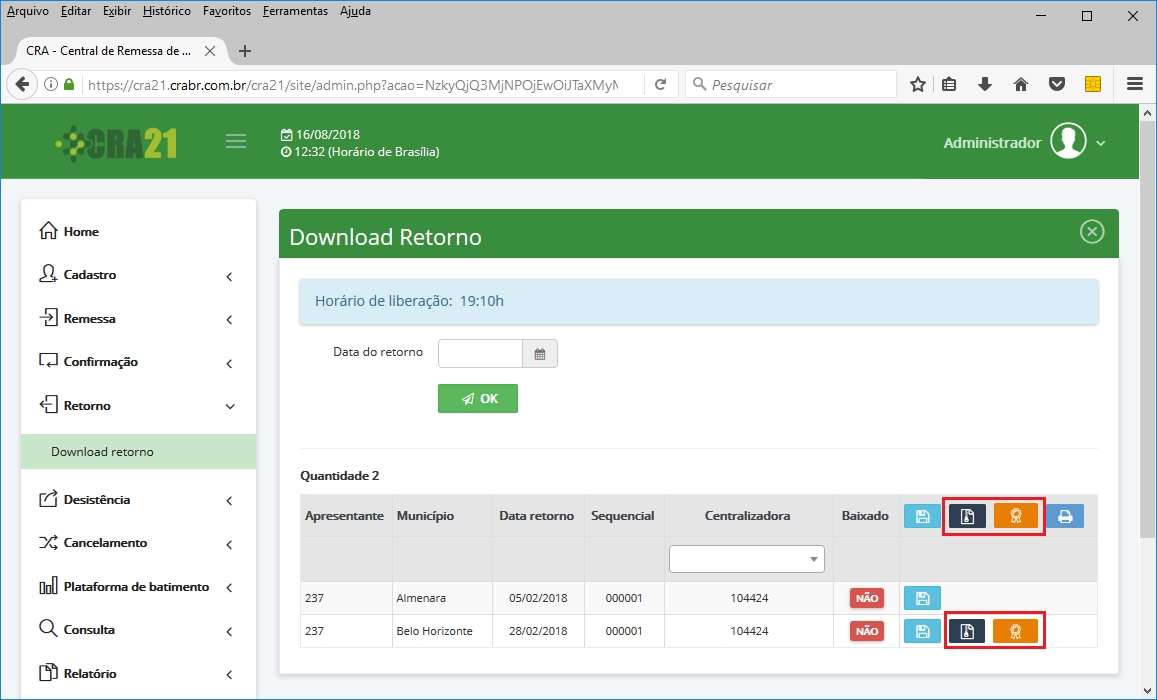 Arquivo Editar Exibir Histórico Favoritos Ferramentas Ajuda
CRA - Central de Remessa de ...
https://cra21.crabr.com.br/cra21/site/admin.php?acao=NzkyQjQ3MjNPOjEwOiJTaXMyM
Pesquisar
CRA21
16/08/2018
12:32 (Horário de Brasília)
Administrador
Home
Cadastro
Remessa
Confirmação
Retorno
Download retorno
Desistência
Cancelamento
Plataforma de batimento
Consulta
Relatório
Download Retorno
Horário de liberação: 19:10h
Data do retorno
OK
Quantidade 2
Apresentante Município Data retorno Sequencial Centralizadora Baixado
237 Almenara 05/02/2018 000001 104424 NÃO
237 Belo Horizonte 28/02/2018 000001 104424 NÃO